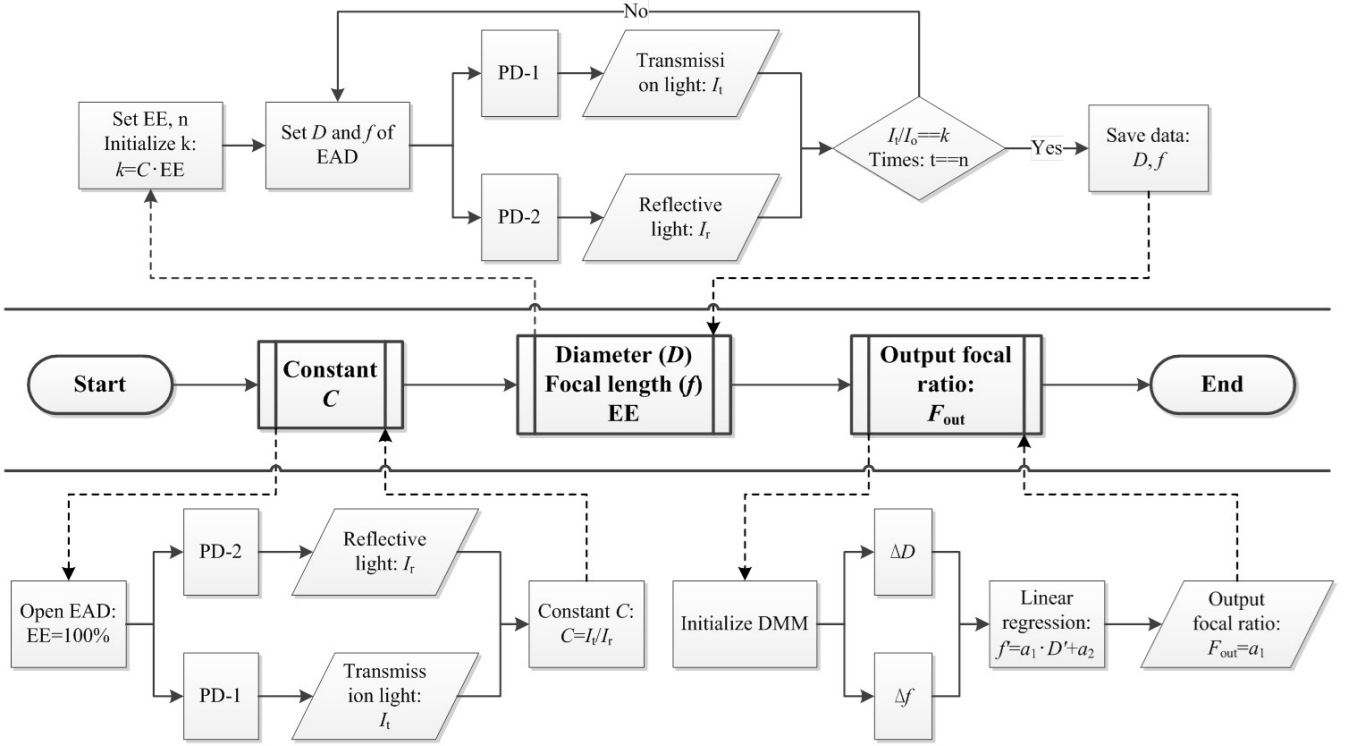 No
PD-1
Transmissi
on light: It
Set EE, n
Initialize k:
k=C·EE
Set D and f of
EAD
It/Io==k
Times: t==n
Yes
Save data:
D, f
PD-2
Reflective
light: Ir
Start
Constant
C
Diameter (D)
Focal length (f)
EE
Output focal
ratio:
Fout
End
PD-2
Reflective
light: Ir
Open EAD:
EE=100%
Constant C:
C=It/Ir
PD-1
Transmiss
ion light:
It
Initialize DMM
ΔD
Δf
Linear
regression:
f'=a1·D'+a2
Output
focal ratio:
Fout=a1